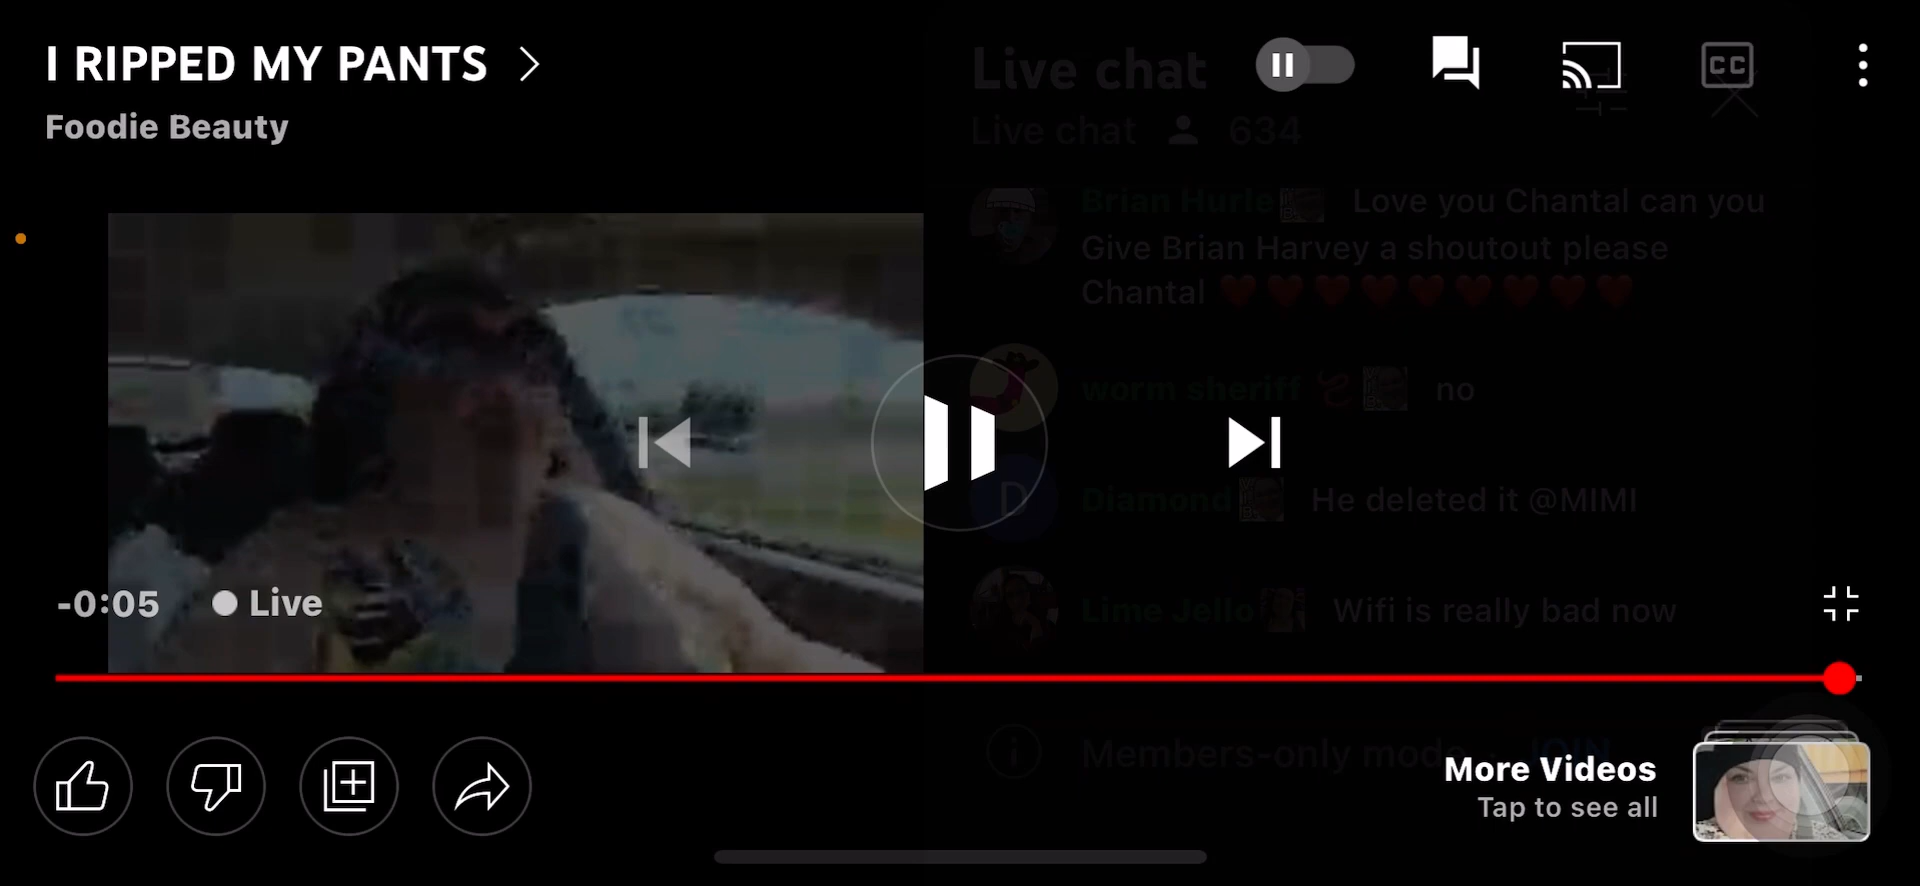 I RIPPED MY PANTS
Foodie Beauty
Live chat
CC
Live chat 634
Brian Hurle Love you Chantal can you
Give Brian Harvey a shoutout please
Chantal ❤️❤️❤️❤️❤️❤️❤️❤️❤️
worm sheriff no
D Diamond He deleted it @MIMI
-0:05 Live
Lime Jello Wifi is really bad now
Members-only mode JOIN
More Videos
Tap to see all